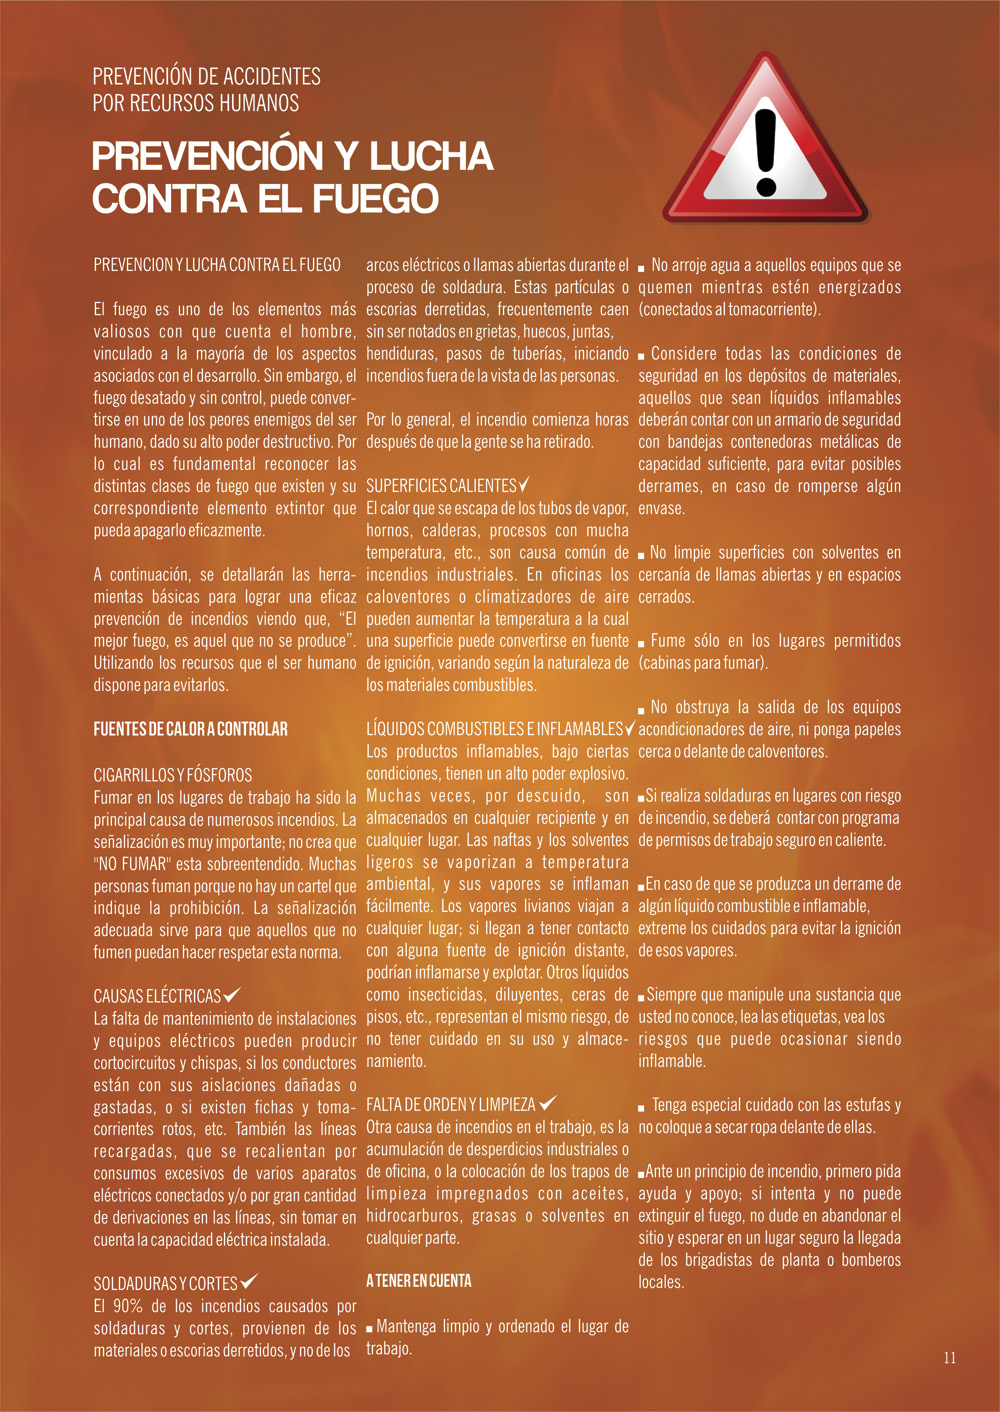 PREVENCIÓN DE ACCIDENTES
POR RECURSOS HUMANOS
PREVENCIÓN Y LUCHA
CONTRA EL FUEGO
PREVENCION Y LUCHA CONTRA EL FUEGO
El fuego es uno de los elementos más
valiosos con que cuenta el hombre,
vinculado a la mayoría de los aspectos
asociados con el desarrollo. Sin embargo, el
fuego desatado y sin control, puede conver-
tirse en uno de los peores enemigos del ser
humano, dado su alto poder destructivo. Por
lo cual es fundamental reconocer las
distintas clases de fuego que existen y su
correspondiente elemento extintor que
pueda apagarlo eficazmente.
A continuación, se detallarán las herra-
mientas básicas para lograr una eficaz
prevención de incendios viendo que, “El
mejor fuego, es aquel que no se produce”.
Utilizando los recursos que el ser humano
dispone para evitarlos.
FUENTES DE CALOR A CONTROLAR
CIGARRILLOS Y FÓSFOROS
Fumar en los lugares de trabajo ha sido la
principal causa de numerosos incendios. La
señalización es muy importante; no crea que
"NO FUMAR" esta sobreentendido. Muchas
personas fuman porque no hay un cartel que
indique la prohibición. La señalización
adecuada sirve para que aquellos que no
fumen puedan hacer respetar esta norma.
CAUSAS ELÉCTRICAS✓
La falta de mantenimiento de instalaciones
y equipos eléctricos pueden producir
cortocircuitos y chispas, si los conductores
están con sus aislaciones dañadas o
gastadas, o si existen fichas y toma-
corrientes rotos, etc. También las líneas
recargadas, que se recalientan por
consumos excesivos de varios aparatos
eléctricos conectados y/o por gran cantidad
de derivaciones en las líneas, sin tomar en
cuenta la capacidad eléctrica instalada.
SOLDADURAS Y CORTES✓
El 90% de los incendios causados por
soldaduras y cortes, provienen de los
materiales o escorias derretidos, y no de los
arcos eléctricos o llamas abiertas durante el
proceso de soldadura. Estas partículas o
escorias derretidas, frecuentemente caen
sin ser notados en grietas, huecos, juntas,
hendiduras, pasos de tuberías, iniciando
incendios fuera de la vista de las personas.
Por lo general, el incendio comienza horas
después de que la gente se ha retirado.
SUPERFICIES CALIENTES✓
El calor que se escapa de los tubos de vapor,
hornos, calderas, procesos con mucha
temperatura, etc., son causa común de
incendios industriales. En oficinas los
caloventores o climatizadores de aire
pueden aumentar la temperatura a la cual
una superficie puede convertirse en fuente
de ignición, variando según la naturaleza de
los materiales combustibles.
LÍQUIDOS COMBUSTIBLES E INFLAMABLES✓
Los productos inflamables, bajo ciertas
condiciones, tienen un alto poder explosivo.
Muchas veces, por descuido, son
almacenados en cualquier recipiente y en
cualquier lugar. Las naftas y los solventes
ligeros se vaporizan a temperatura
ambiental, y sus vapores se inflaman
fácilmente. Los vapores livianos viajan a
cualquier lugar; si llegan a tener contacto
con alguna fuente de ignición distante,
podrían inflamarse y explotar. Otros líquidos
como insecticidas, diluyentes, ceras de
pisos, etc., representan el mismo riesgo, de
no tener cuidado en su uso y almace-
namiento.
FALTA DE ORDEN Y LIMPIEZA ✓
Otra causa de incendios en el trabajo, es la
acumulación de desperdicios industriales o
de oficina, o la colocación de los trapos de
limpieza impregnados con aceites,
hidrocarburos, grasas o solventes en
cualquier parte.
A TENER EN CUENTA
■ Mantenga limpio y ordenado el lugar de
trabajo.
■ No arroje agua a aquellos equipos que se
quemen mientras estén energizados
(conectados al tomacorriente).
■ Considere todas las condiciones de
seguridad en los depósitos de materiales,
aquellos que sean líquidos inflamables
deberán contar con un armario de seguridad
con bandejas contenedoras metálicas de
capacidad suficiente, para evitar posibles
derrames, en caso de romperse algún
envase.
■ No limpie superficies con solventes en
cercanía de llamas abiertas y en espacios
cerrados.
■ Fume sólo en los lugares permitidos
(cabinas para fumar).
■ No obstruya la salida de los equipos
acondicionadores de aire, ni ponga papeles
cerca o delante de caloventores.
■Si realiza soldaduras en lugares con riesgo
de incendio, se deberá contar con programa
de permisos de trabajo seguro en caliente.
■En caso de que se produzca un derrame de
algún líquido combustible e inflamable,
extreme los cuidados para evitar la ignición
de esos vapores.
■Siempre que manipule una sustancia que
usted no conoce, lea las etiquetas, vea los
riesgos que puede ocasionar siendo
inflamable.
■ Tenga especial cuidado con las estufas y
no coloque a secar ropa delante de ellas.
■Ante un principio de incendio, primero pida
ayuda y apoyo; si intenta y no puede
extinguir el fuego, no dude en abandonar el
sitio y esperar en un lugar seguro la llegada
de los brigadistas de planta o bomberos
locales.
11